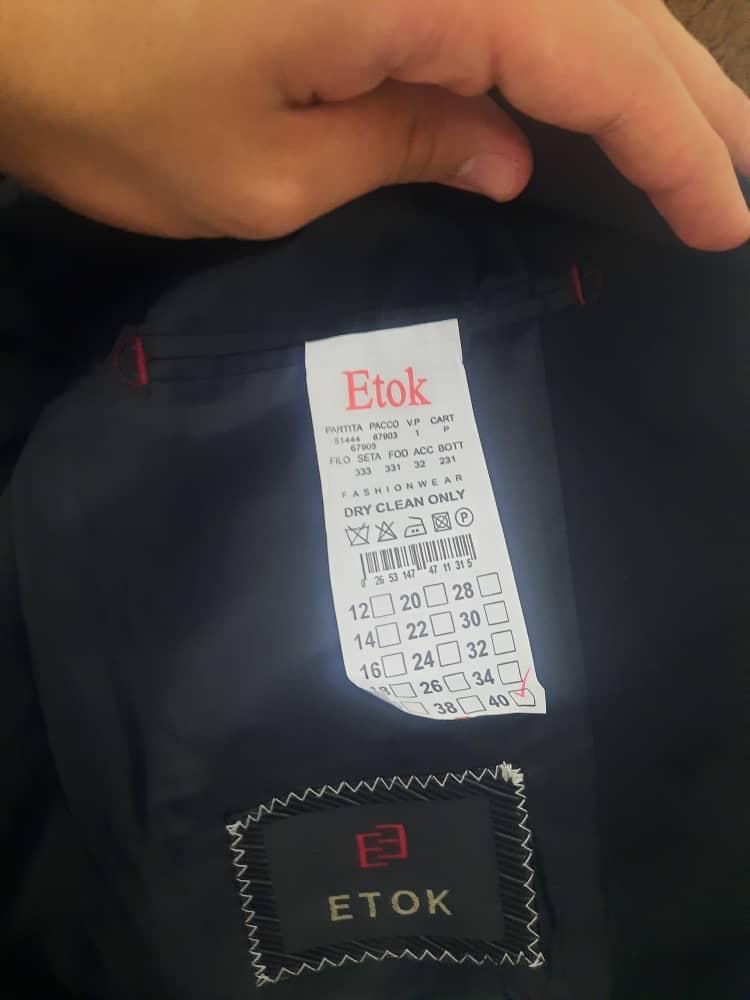 Etok
PARTITA PACCO V.P CART
51444 67903 1 P
67905
FILO SETA FOD ACC BOTT
333 331 32 231
FASHIONWEAR
DRY CLEAN ONLY
P
0 26 53 147 47 11 31 5
12 20 28
14 22 30
16 24 32
26 34
38 40
ETOK